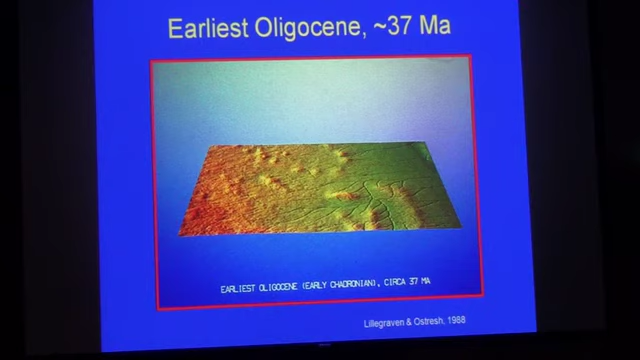 Earliest Oligocene, ~37 Ma
EARLIEST OLIGOCENE (EARLY CHADRONIAN), CIRCA 37 MA
Lillegraven & Ostresh, 1988